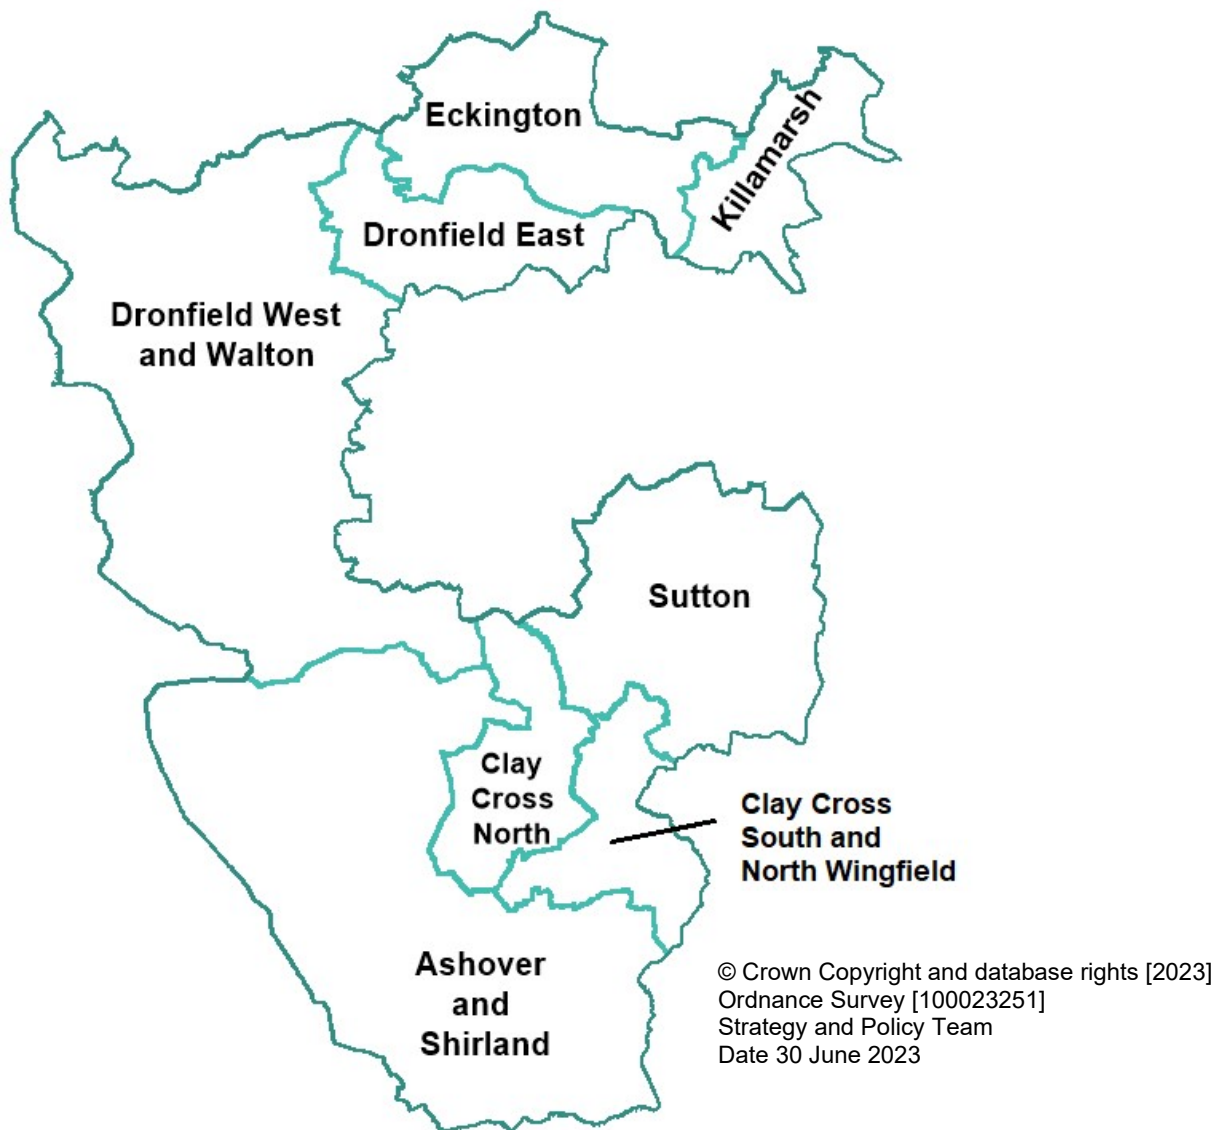 Eckington
Killamarsh
Dronfield East
Dronfield West
and Walton
Sutton
Clay
Cross
North
Clay Cross
South and
North Wingfield
Ashover
and
Shirland
© Crown Copyright and database rights [2023]
Ordnance Survey [100023251]
Strategy and Policy Team
Date 30 June 2023